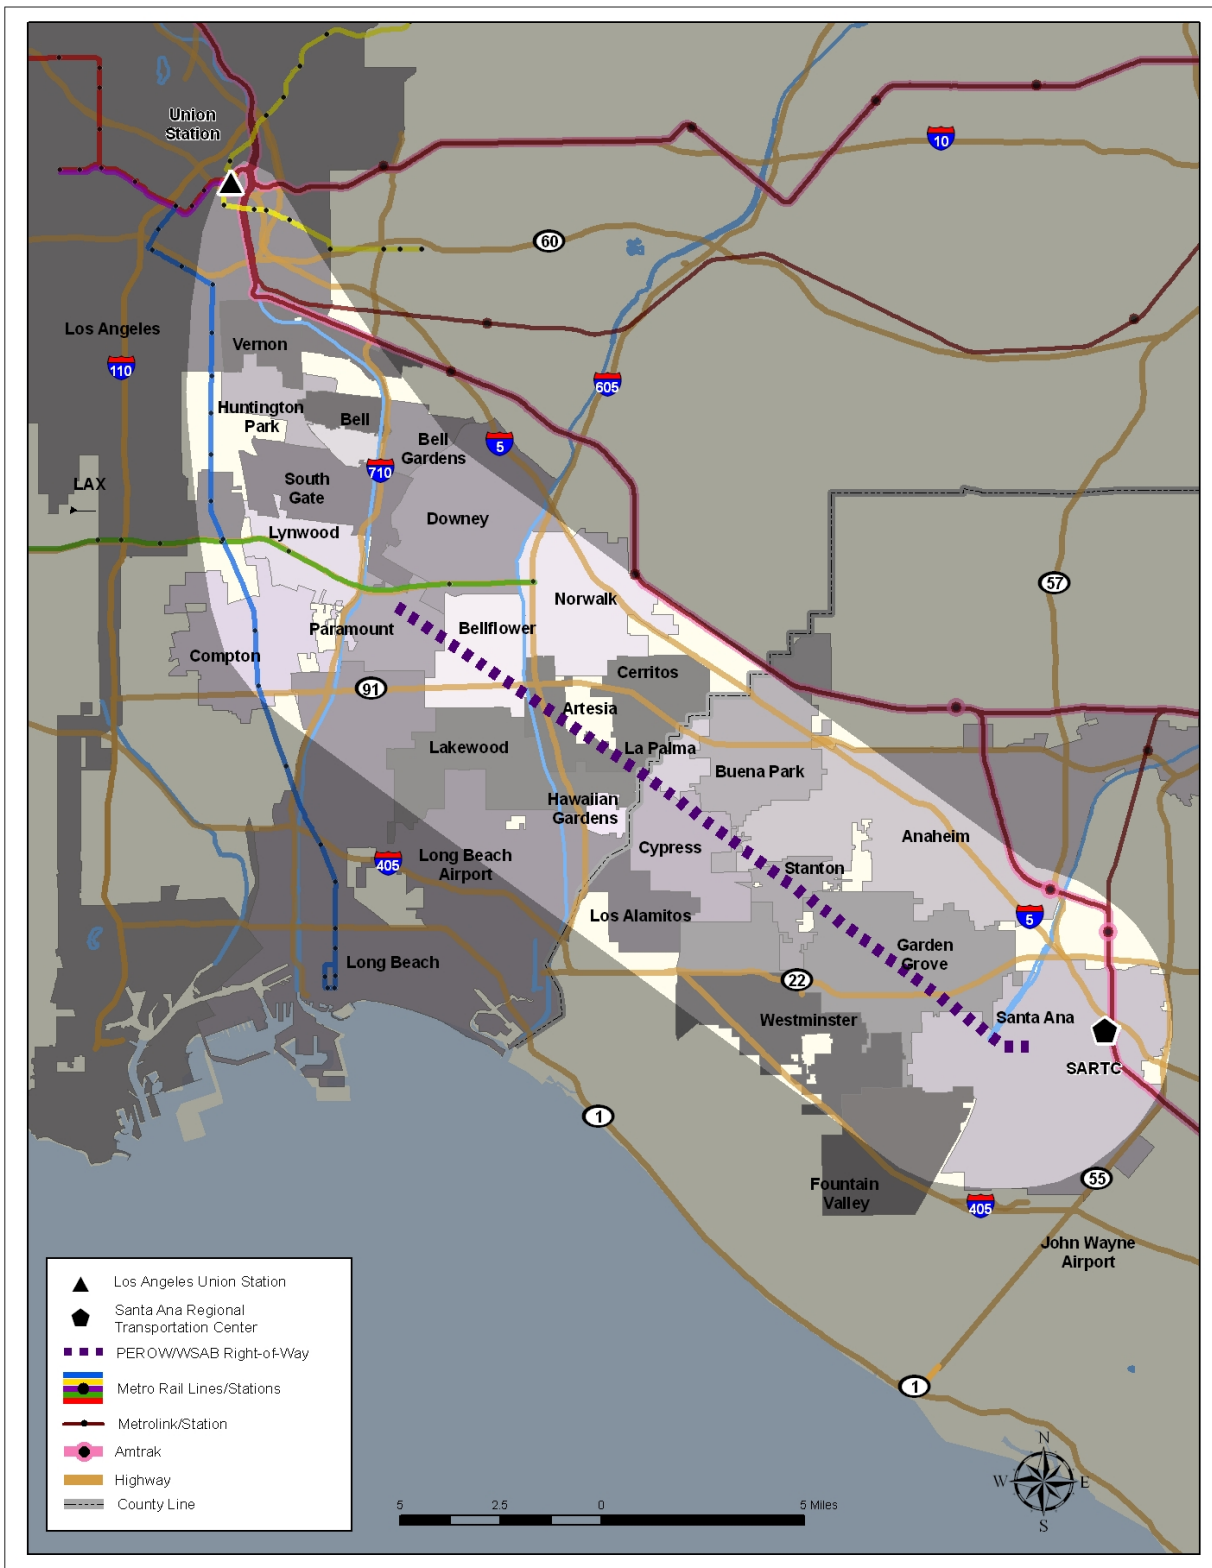 Union
Station
10
60
Los Angeles
110
Vernon
605
Huntington
Park
Bell
Bell
Gardens
5
710
LAX
South
Gate
Downey
Lynwood
57
Norwalk
Paramount
Bellflower
Compton
Cerritos
91
Artesia
Lakewood
La Palma
Buena Park
Hawaiian
Gardens
Anaheim
Cypress
405
Long Beach
Airport
Stanton
Los Alamitos
5
Garden
Grove
Long Beach
22
Westminster
Santa Ana
SARTC
1
Fountain
Valley
55
405
John Wayne
Airport
1
Los Angeles Union Station
Santa Ana Regional
Transportation Center
PEROW/WSAB Right-of-Way
Metro Rail Lines/Stations
Metrolink/Station
Amtrak
Highway
County Line
5 2.5 0 5 Miles
N
W E
S